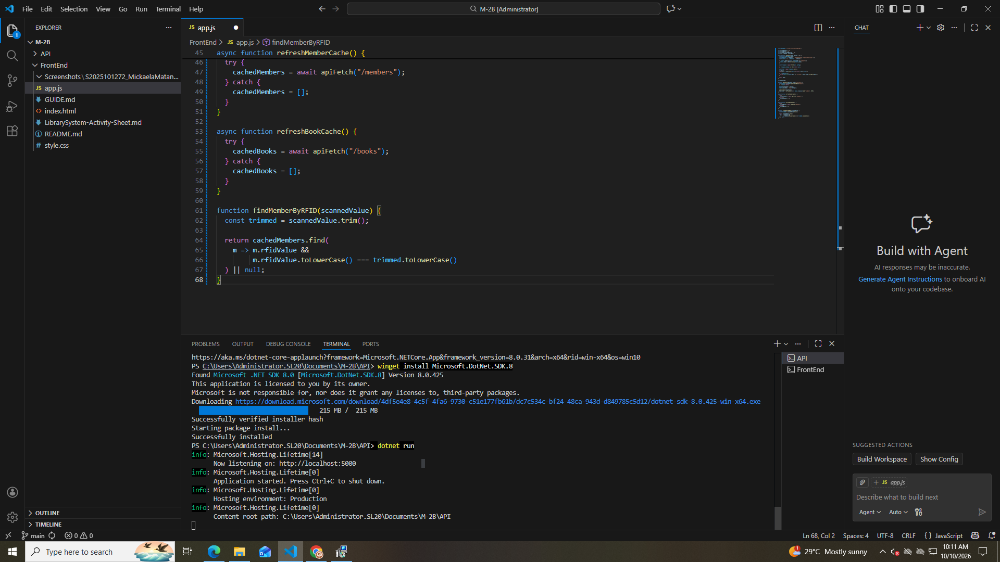 File Edit Selection View Go Run Terminal Help
M-2B [Administrator]
EXPLORER
1
M-2B
API
FrontEnd
Screenshots\S2025101272_MickaelaMatan...
JS app.js
GUIDE.md
index.html
LibrarySystem-Activity-Sheet.md
README.md
# style.css
OUTLINE
TIMELINE
JS app.js
FrontEnd > JS app.js > findMemberByRFID
45 async function refreshMemberCache() {
46 try {
47 cachedMembers = await apiFetch("/members");
48 } catch {
49 cachedMembers = [];
50 }
51 }
52
53 async function refreshBookCache() {
54 try {
55 cachedBooks = await apiFetch("/books");
56 } catch {
57 cachedBooks = [];
58 }
59 }
60
61 function findMemberByRFID(scannedValue) {
62 const trimmed = scannedValue.trim();
63
64 return cachedMembers.find(
65 m => m.rfidValue &&
66 m.rfidValue.toLowerCase() === trimmed.toLowerCase()
67 ) || null;
68 }
PROBLEMS OUTPUT DEBUG CONSOLE TERMINAL PORTS
https://aka.ms/dotnet-core-applaunch?framework=Microsoft.NETCore.App&framework_version=8.0.31&arch=x64&rid=win-x64&os=win10
PS C:\Users\Administrator.SL20\Documents\M-2B\API> winget install Microsoft.DotNet.SDK.8
Found Microsoft .NET SDK 8.0 [Microsoft.DotNet.SDK.8] Version 8.0.425
This application is licensed to you by its owner.
Microsoft is not responsible for, nor does it grant any licenses to, third-party packages.
Downloading https://download.microsoft.com/download/4df5e4e8-4c5f-4fa6-9730-c51e177fb61b/dc7c534c-bf24-48ca-943d-d849785c5d12/dotnet-sdk-8.0.425-win-x64.exe
215 MB / 215 MB
Successfully verified installer hash
Starting package install...
Successfully installed
PS C:\Users\Administrator.SL20\Documents\M-2B\API> dotnet run
info: Microsoft.Hosting.Lifetime[14]
Now listening on: http://localhost:5000
info: Microsoft.Hosting.Lifetime[0]
Application started. Press Ctrl+C to shut down.
info: Microsoft.Hosting.Lifetime[0]
Hosting environment: Production
info: Microsoft.Hosting.Lifetime[0]
Content root path: C:\Users\Administrator.SL20\Documents\M-2B\API
API
FrontEnd
CHAT
Build with Agent
AI responses may be inaccurate.
Generate Agent Instructions to onboard AI
onto your codebase.
SUGGESTED ACTIONS
Build Workspace Show Config
+ JS app.js
Describe what to build next
Agent Auto
main 0 0
Ln 68, Col 2 Spaces: 4 UTF-8 CRLF { } JavaScript
Type here to search
1 29°C Mostly sunny
10:11 AM
10/10/2026